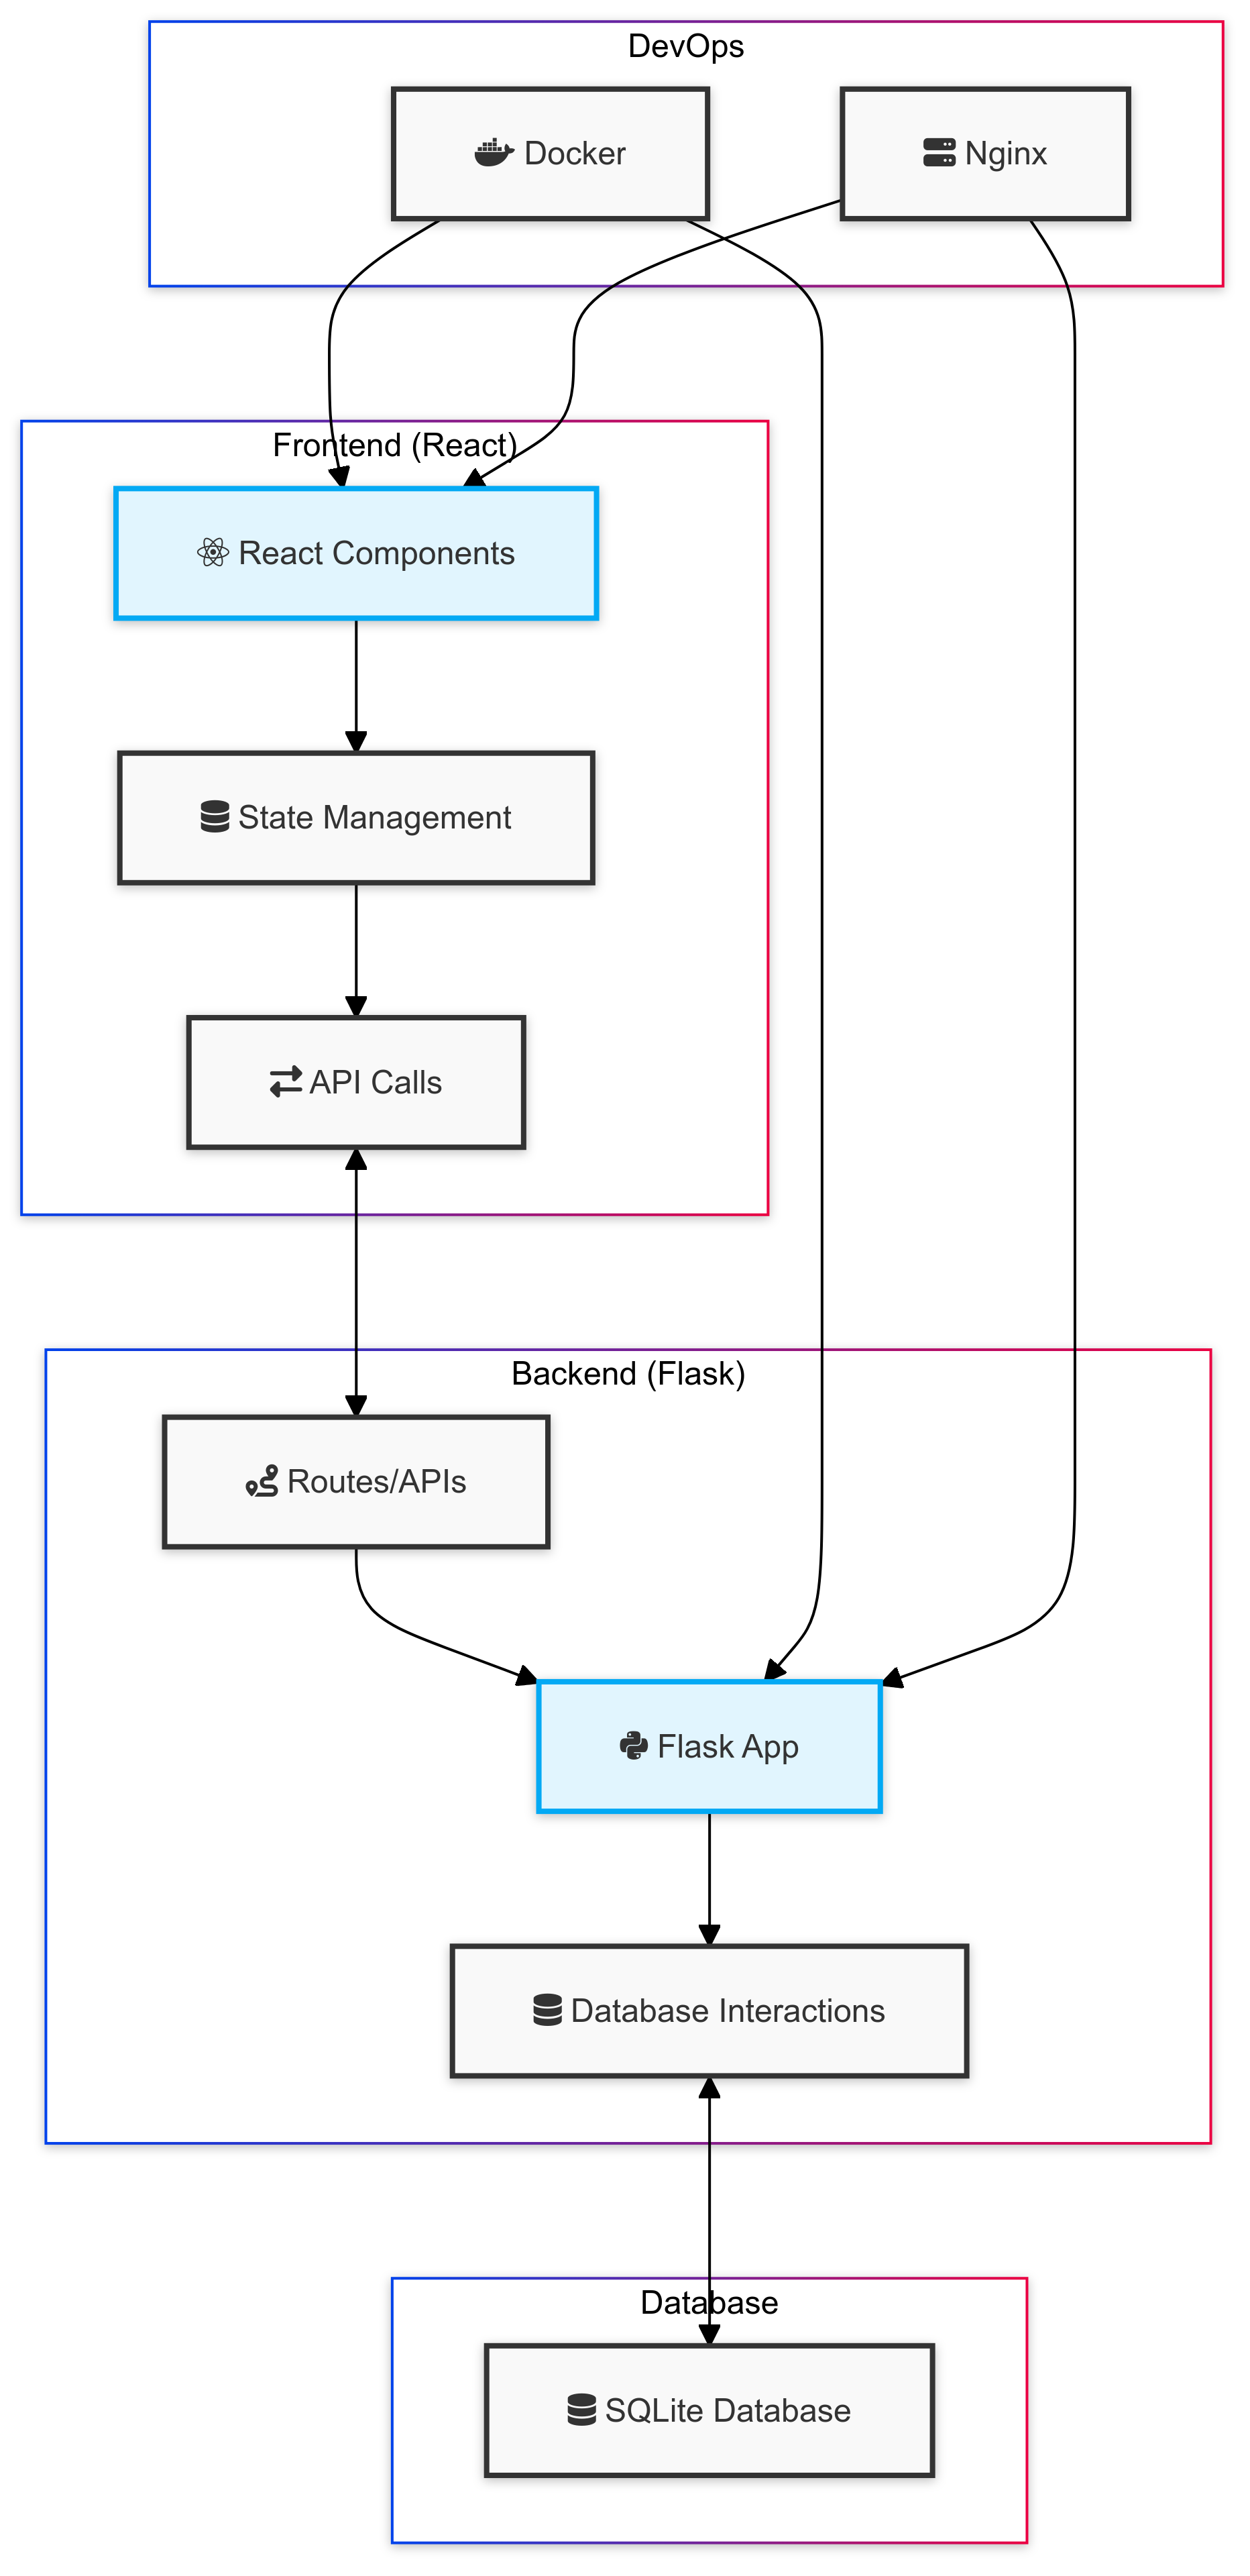 DevOps
Docker
Nginx
Frontend (React)
React Components
State Management
API Calls
Backend (Flask)
Routes/APIs
Flask App
Database Interactions
Database
SQLite Database